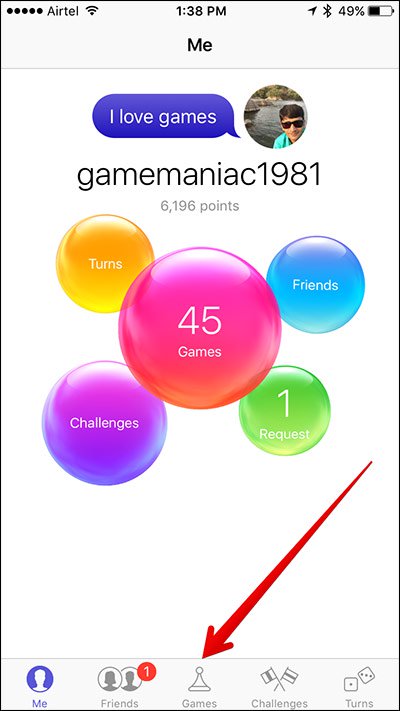 Airtel 1:38 PM 49%
Me
I love games
gamemaniac1981
6,196 points
Turns
Friends
45
Games
Challenges
1
Request
1
Me Friends Games Challenges Turns